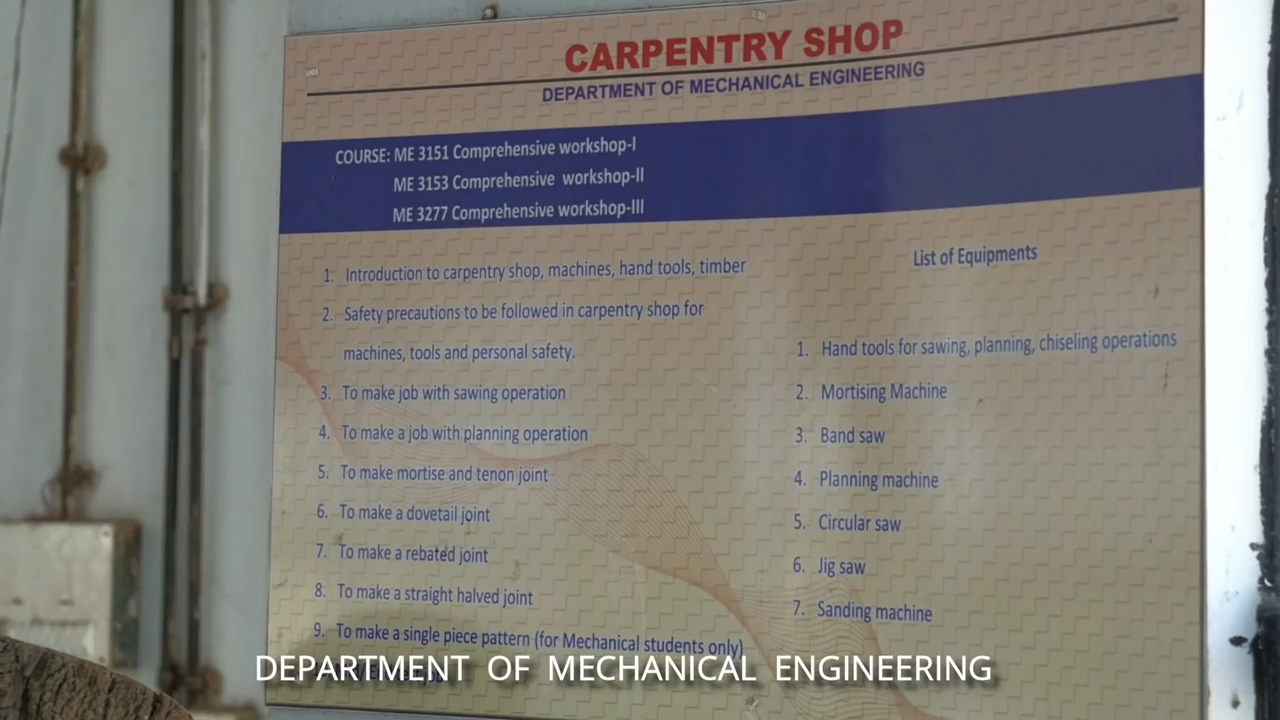 CARPENTRY SHOP
DEPARTMENT OF MECHANICAL ENGINEERING
COURSE: ME 3151 Comprehensive workshop-I
ME 3153 Comprehensive workshop-II
ME 3277 Comprehensive workshop-III
1. Introduction to carpentry shop, machines, hand tools, timber
2. Safety precautions to be followed in carpentry shop for
machines, tools and personal safety.
3. To make job with sawing operation
4. To make a job with planning operation
5. To make mortise and tenon joint
6. To make a dovetail joint
7. To make a rebated joint
8. To make a straight halved joint
9. To make a single piece pattern (for Mechanical students only)
List of Equipments
1. Hand tools for sawing, planning, chiseling operations
2. Mortising Machine
3. Band saw
4. Planning machine
5. Circular saw
6. Jig saw
7. Sanding machine
DEPARTMENT OF MECHANICAL ENGINEERING